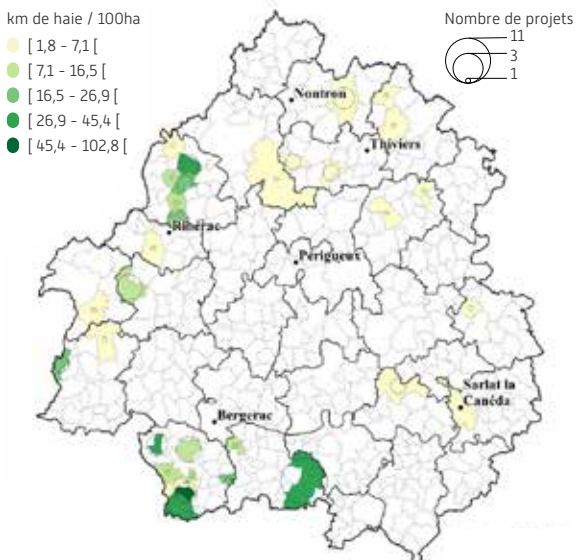 km de haie / 100ha
[ 1,8 - 7,1 [
[ 7,1 - 16,5 [
[ 16,5 - 26,9 [
[ 26,9 - 45,4 [
[ 45,4 - 102,8 [
Nombre de projets
11
3
1
Nontron
Thiviers
Ribérac
Périgueux
Sarlat la
Canéda
Bergerac